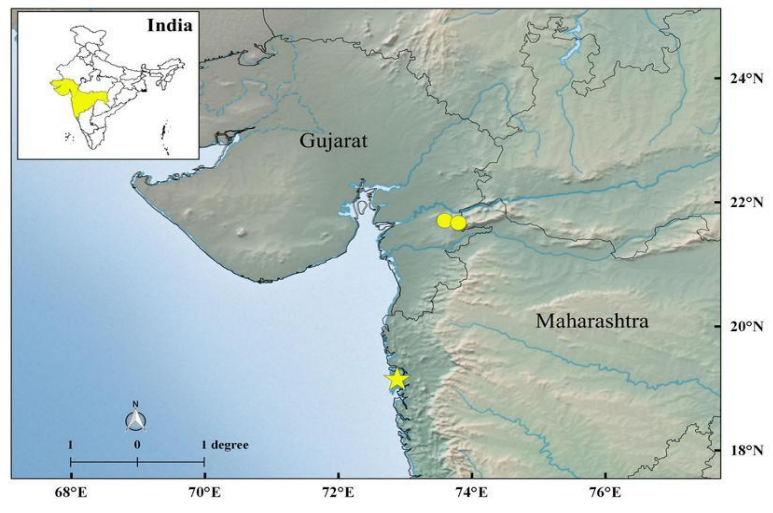 India
24°N
Gujarat
22°N
Maharashtra
20°N
N
1 0 1 degree
18°N
68°E 70°E 72°E 74°E 76°E